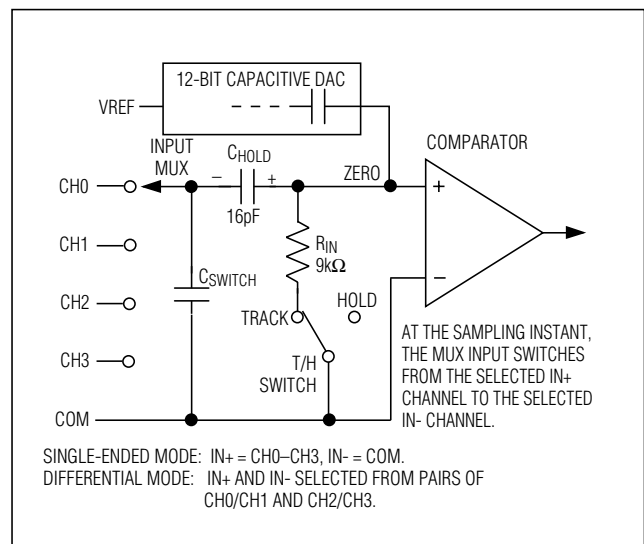 12-BIT CAPACITIVE DAC
VREF
COMPARATOR
INPUT
MUX
CHOLD
ZERO
− +
16pF
CH0
+
CH1
RIN
9kΩ
−
CSWITCH
CH2
TRACK
HOLD
CH3
T/H
SWITCH
AT THE SAMPLING INSTANT,
THE MUX INPUT SWITCHES
FROM THE SELECTED IN+
CHANNEL TO THE SELECTED
IN- CHANNEL.
COM
SINGLE-ENDED MODE: IN+ = CH0–CH3, IN- = COM.
DIFFERENTIAL MODE: IN+ AND IN- SELECTED FROM PAIRS OF
CH0/CH1 AND CH2/CH3.